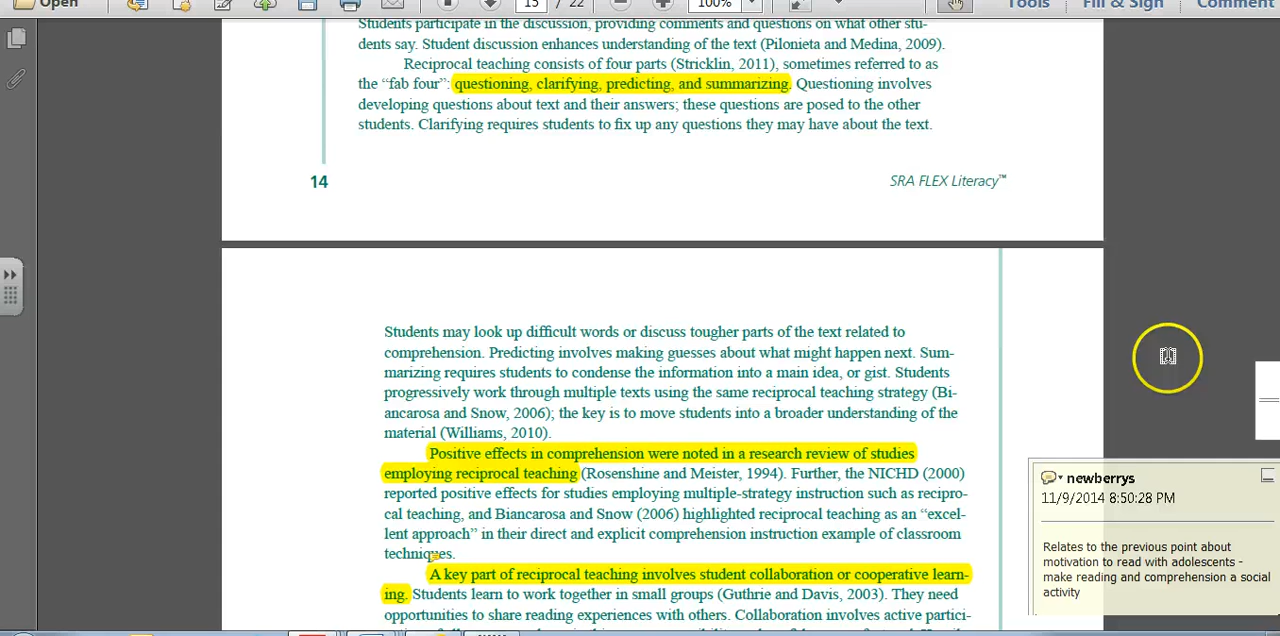 Open
15 / 22
100%
Tools
Fill & Sign
Comment
Students participate in the discussion, providing comments and questions on what other stu-
dents say. Student discussion enhances understanding of the text (Pilonieta and Medina, 2009).
Reciprocal teaching consists of four parts (Stricklin, 2011), sometimes referred to as
the “fab four”: questioning, clarifying, predicting, and summarizing. Questioning involves
developing questions about text and their answers; these questions are posed to the other
students. Clarifying requires students to fix up any questions they may have about the text.
14
SRA FLEX Literacy™
Students may look up difficult words or discuss tougher parts of the text related to
comprehension. Predicting involves making guesses about what might happen next. Sum-
marizing requires students to condense the information into a main idea, or gist. Students
progressively work through multiple texts using the same reciprocal teaching strategy (Bi-
ancarosa and Snow, 2006); the key is to move students into a broader understanding of the
material (Williams, 2010).
Positive effects in comprehension were noted in a research review of studies
employing reciprocal teaching (Rosenshine and Meister, 1994). Further, the NICHD (2000)
reported positive effects for studies employing multiple-strategy instruction such as recipro-
cal teaching, and Biancarosa and Snow (2006) highlighted reciprocal teaching as an “excel-
lent approach” in their direct and explicit comprehension instruction example of classroom
techniques.
A key part of reciprocal teaching involves student collaboration or cooperative learn-
ing. Students learn to work together in small groups (Guthrie and Davis, 2003). They need
opportunities to share reading experiences with others. Collaboration involves active partici-
newberrys
11/9/2014 8:50:28 PM
Relates to the previous point about
motivation to read with adolescents -
make reading and comprehension a social
activity